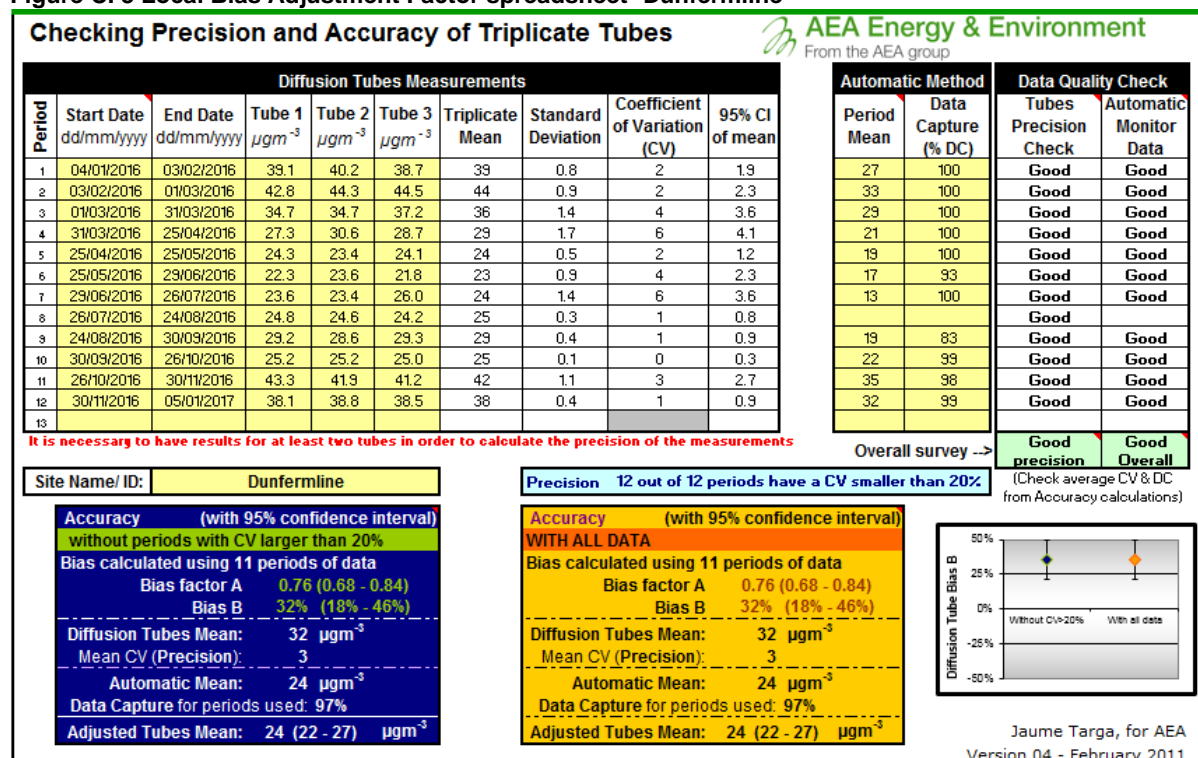 Figure C. 3 Local Bias Adjustment Factor spreadsheet- Dunfermline
Checking Precision and Accuracy of Triplicate Tubes
AEA Energy & Environment
From the AEA group
Diffusion Tubes Measurements
Automatic Method
Data Quality Check
Period Start Date dd/mm/yyyy End Date dd/mm/yyyy Tube 1 µgm-3 Tube 2 µgm-3 Tube 3 µgm-3 Triplicate Mean Standard Deviation Coefficient of Variation (CV) 95% CI of mean Period Mean Data Capture (% DC) Tubes Precision Check Automatic Monitor Data
1 04/01/2016 03/02/2016 39.1 40.2 38.7 39 0.8 2 1.9 27 100 Good Good
2 03/02/2016 01/03/2016 42.8 44.3 44.5 44 0.9 2 2.3 33 100 Good Good
3 01/03/2016 31/03/2016 34.7 34.7 37.2 36 1.4 4 3.6 29 100 Good Good
4 31/03/2016 25/04/2016 27.3 30.6 28.7 29 1.7 6 4.1 21 100 Good Good
5 25/04/2016 25/05/2016 24.3 23.4 24.1 24 0.5 2 1.2 19 100 Good Good
6 25/05/2016 29/06/2016 22.3 23.6 21.8 23 0.9 4 2.3 17 93 Good Good
7 29/06/2016 26/07/2016 23.6 23.4 26.0 24 1.4 6 3.6 13 100 Good Good
8 26/07/2016 24/08/2016 24.8 24.6 24.2 25 0.3 1 0.8 Good
9 24/08/2016 30/09/2016 29.2 28.6 29.3 29 0.4 1 0.9 19 83 Good Good
10 30/09/2016 26/10/2016 25.2 25.2 25.0 25 0.1 0 0.3 22 99 Good Good
11 26/10/2016 30/11/2016 43.3 41.9 41.2 42 1.1 3 2.7 35 98 Good Good
12 30/11/2016 05/01/2017 38.1 38.8 38.5 38 0.4 1 0.9 32 99 Good Good
13
It is necessary to have results for at least two tubes in order to calculate the precision of the measurements
Overall survey --> Good precision Good Overall
(Check average CV & DC from Accuracy calculations)
Site Name/ ID: Dunfermline
Precision 12 out of 12 periods have a CV smaller than 20%
Accuracy (with 95% confidence interval)
without periods with CV larger than 20%
Bias calculated using 11 periods of data
Bias factor A 0.76 (0.68 - 0.84)
Bias B 32% (18% - 46%)
Diffusion Tubes Mean: 32 µgm-3
Mean CV (Precision): 3
Automatic Mean: 24 µgm-3
Data Capture for periods used: 97%
Adjusted Tubes Mean: 24 (22 - 27) µgm-3
Accuracy (with 95% confidence interval)
WITH ALL DATA
Bias calculated using 11 periods of data
Bias factor A 0.76 (0.68 - 0.84)
Bias B 32% (18% - 46%)
Diffusion Tubes Mean: 32 µgm-3
Mean CV (Precision): 3
Automatic Mean: 24 µgm-3
Data Capture for periods used: 97%
Adjusted Tubes Mean: 24 (22 - 27) µgm-3
Diffusion Tube Bias B
50%
25%
0%
-25%
-50%
Without CV>20% With all data
Jaume Targa, for AEA
Version 04 - February 2011